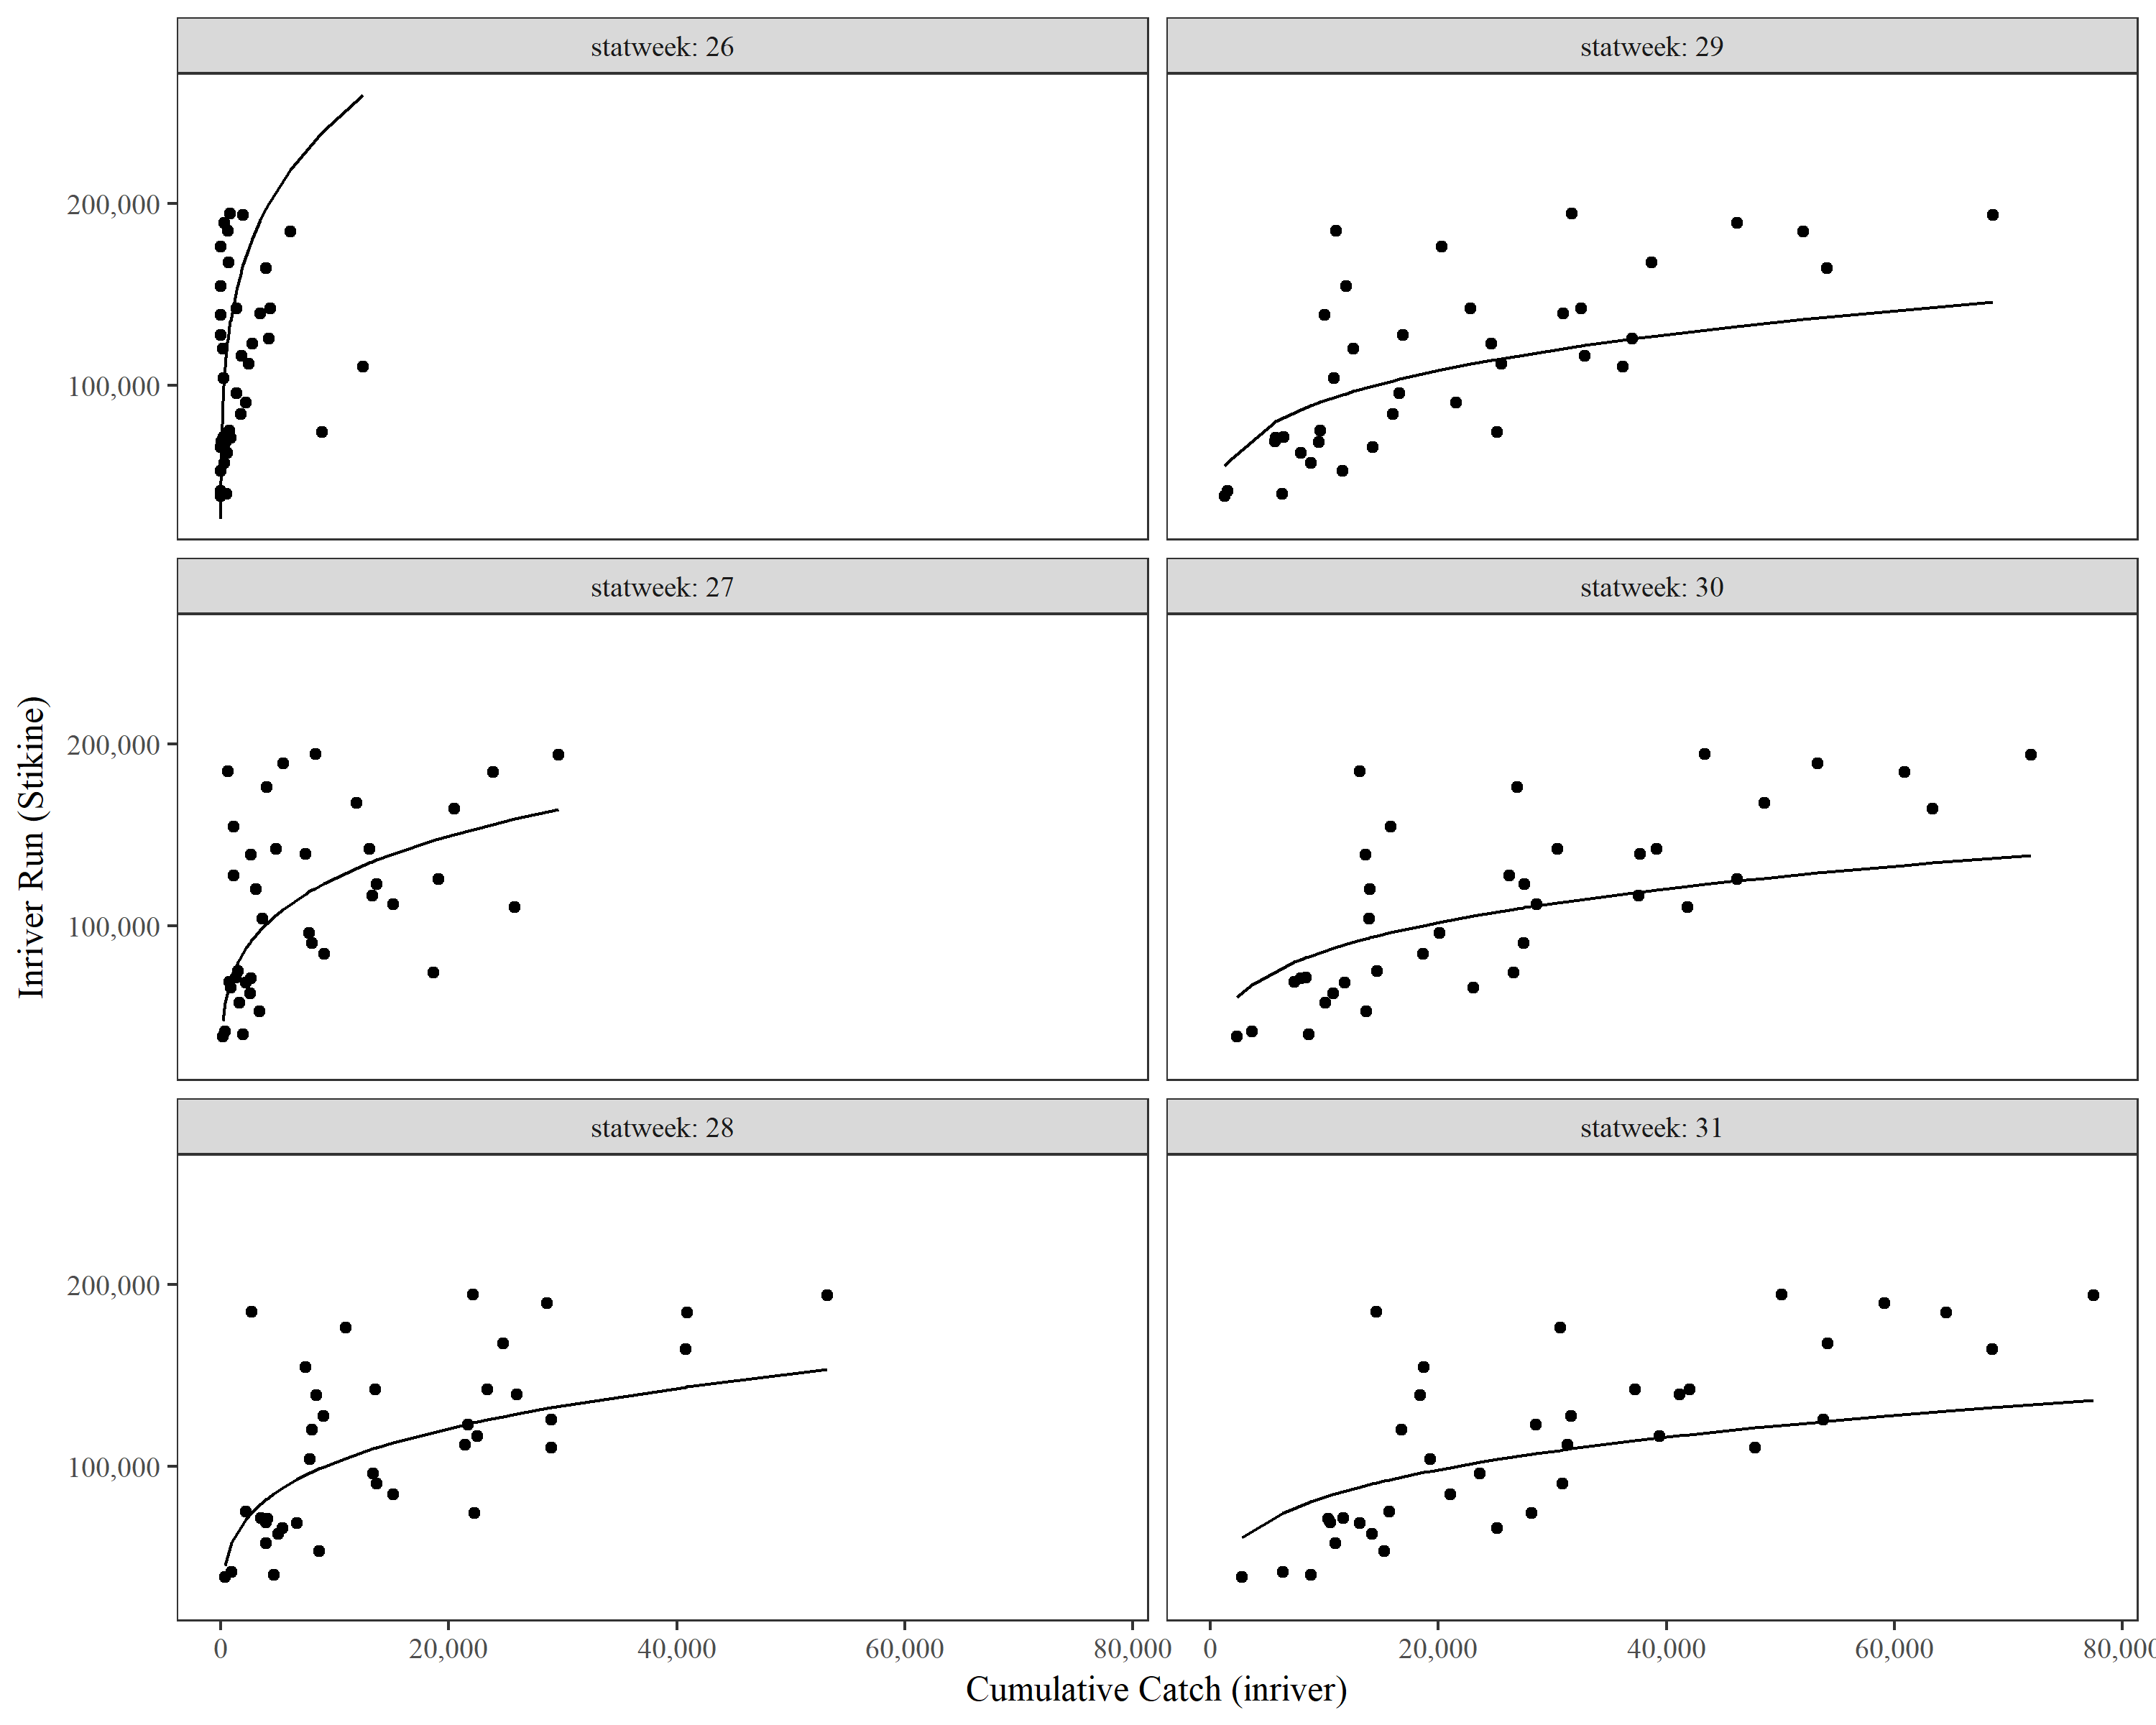 statweek: 26
statweek: 29
200,000
100,000
statweek: 27
statweek: 30
200,000
100,000
statweek: 28
statweek: 31
200,000
100,000
0 20,000 40,000 60,000 80,000 0 20,000 40,000 60,000 80,000
Cumulative Catch (inriver)
Inriver Run (Stikine)